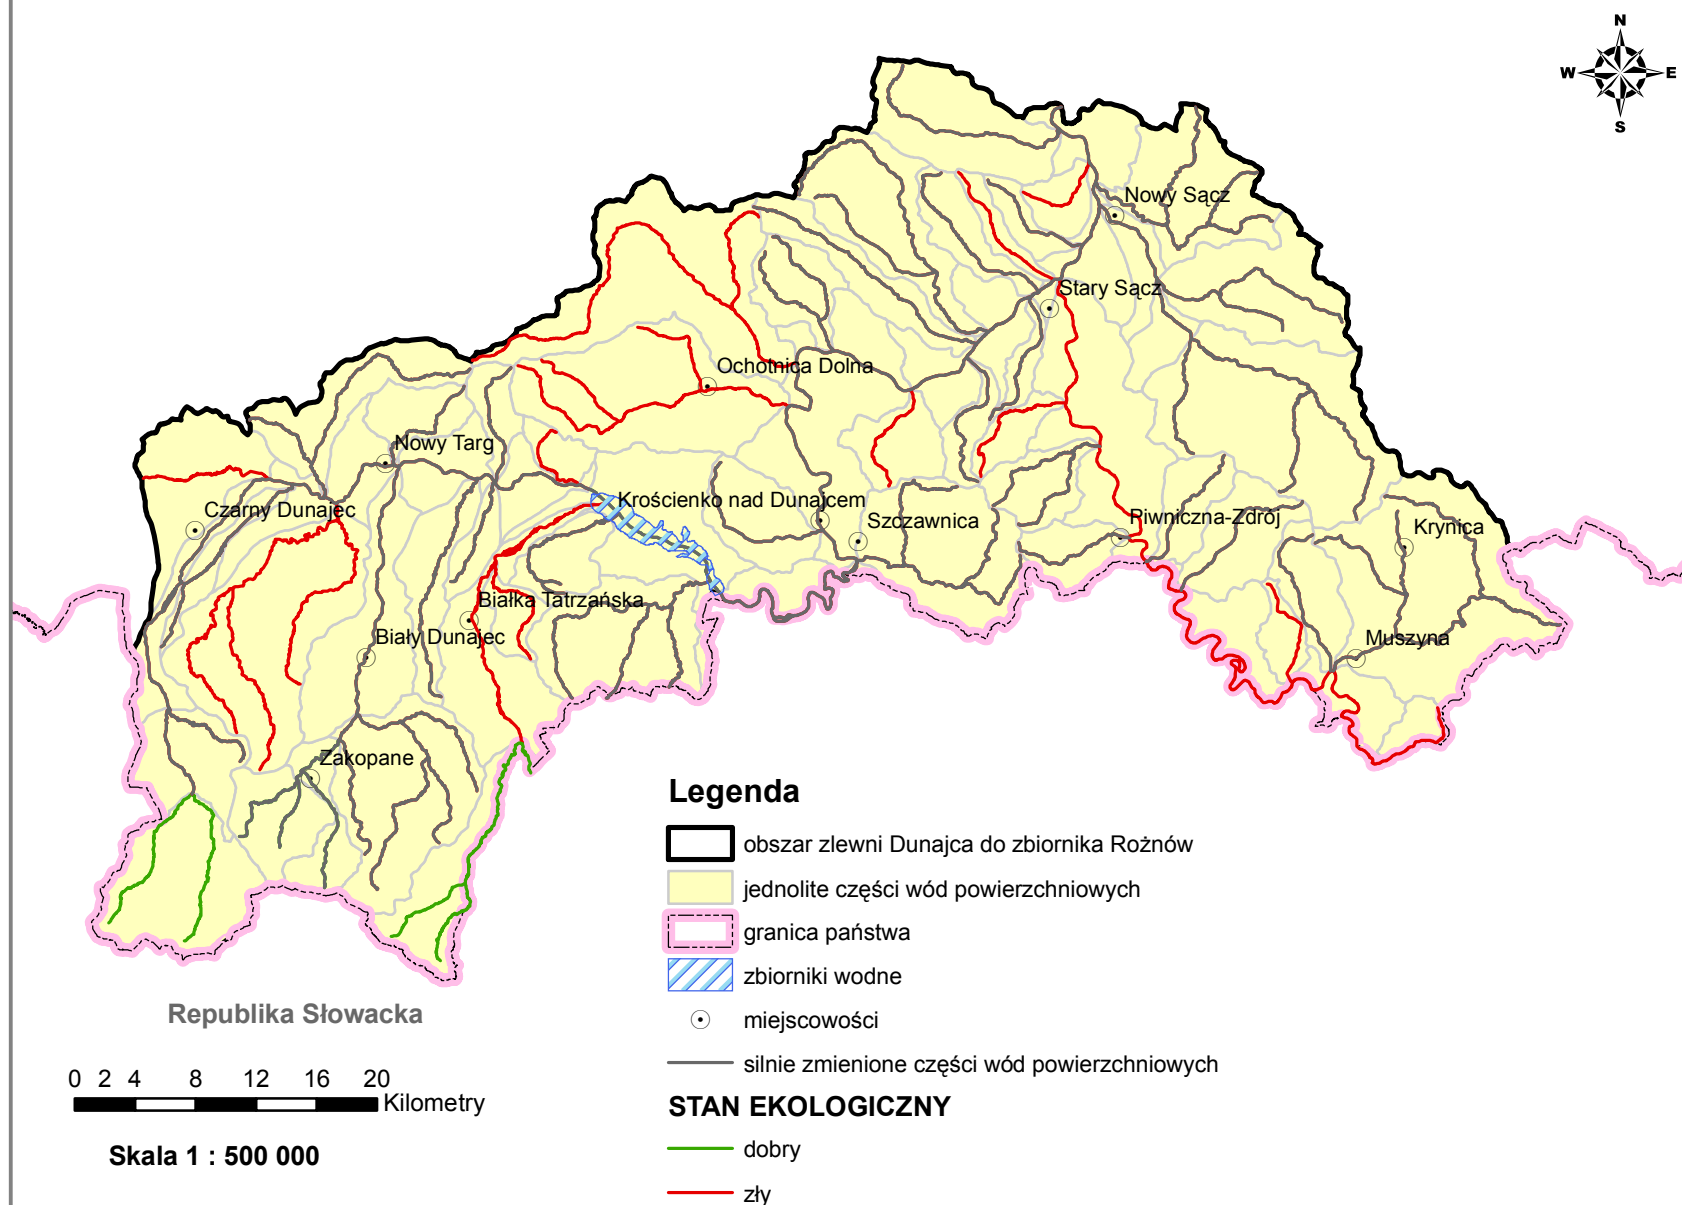 N
W E
S
Nowy Sącz
Stary Sącz
Ochotnica Dolna
Nowy Targ
Czarny Dunajec
Krościenko nad Dunajcem
Szczawnica
Piwniczna-Zdrój
Krynica
Białka Tatrzańska
Biały Dunajec
Muszyna
Zakopane
Legenda
obszar zlewni Dunajca do zbiornika Rożnów
jednolite części wód powierzchniowych
granica państwa
zbiorniki wodne
miejscowości
silnie zmienione części wód powierzchniowych
STAN EKOLOGICZNY
dobry
zły
Republika Słowacka
0 2 4 8 12 16 20
Kilometry
Skala 1 : 500 000